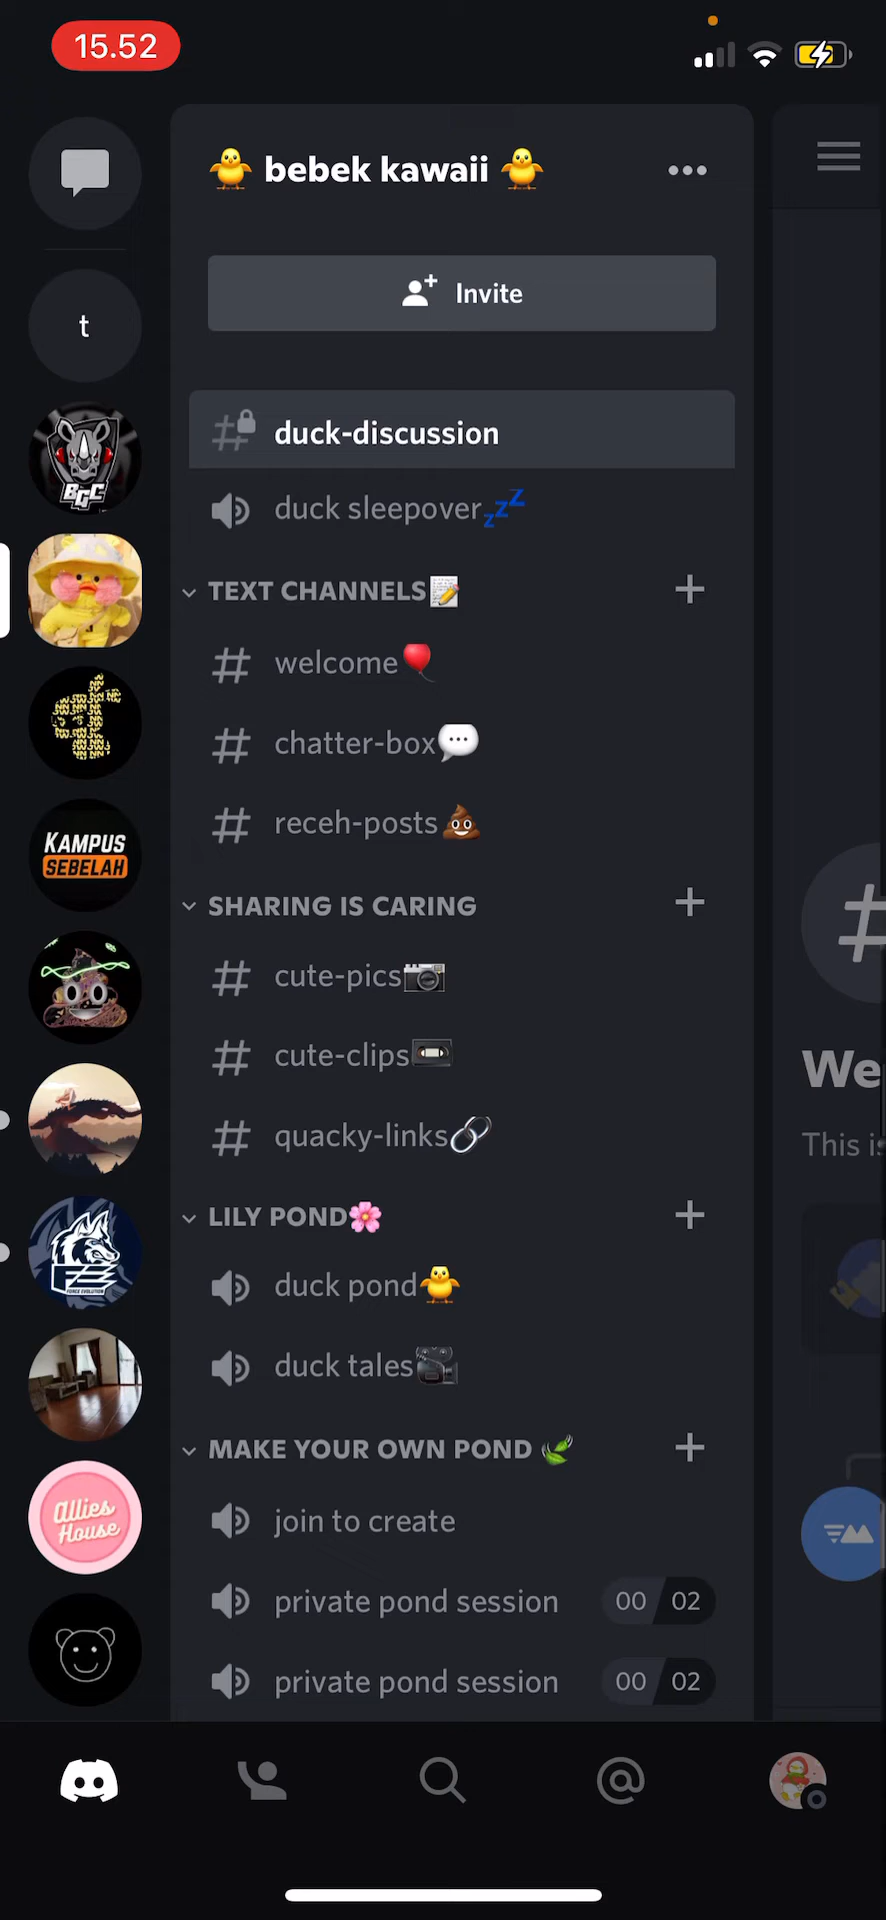 15.52
bebek kawaii
Invite
t
duck-discussion
duck sleepover💤
TEXT CHANNELS📝
welcome🎈
chatter-box💬
receh-posts💩
SHARING IS CARING
cute-pics📷
cute-clips📼
quacky-links🔗
LILY POND🌸
duck pond🐥
duck tales🎥
MAKE YOUR OWN POND 🍃
join to create
private pond session 00 02
private pond session 00 02
BGC
KAMPUS
SEBELAH
FORCE EVOLUTION
Allies
House
We
This is